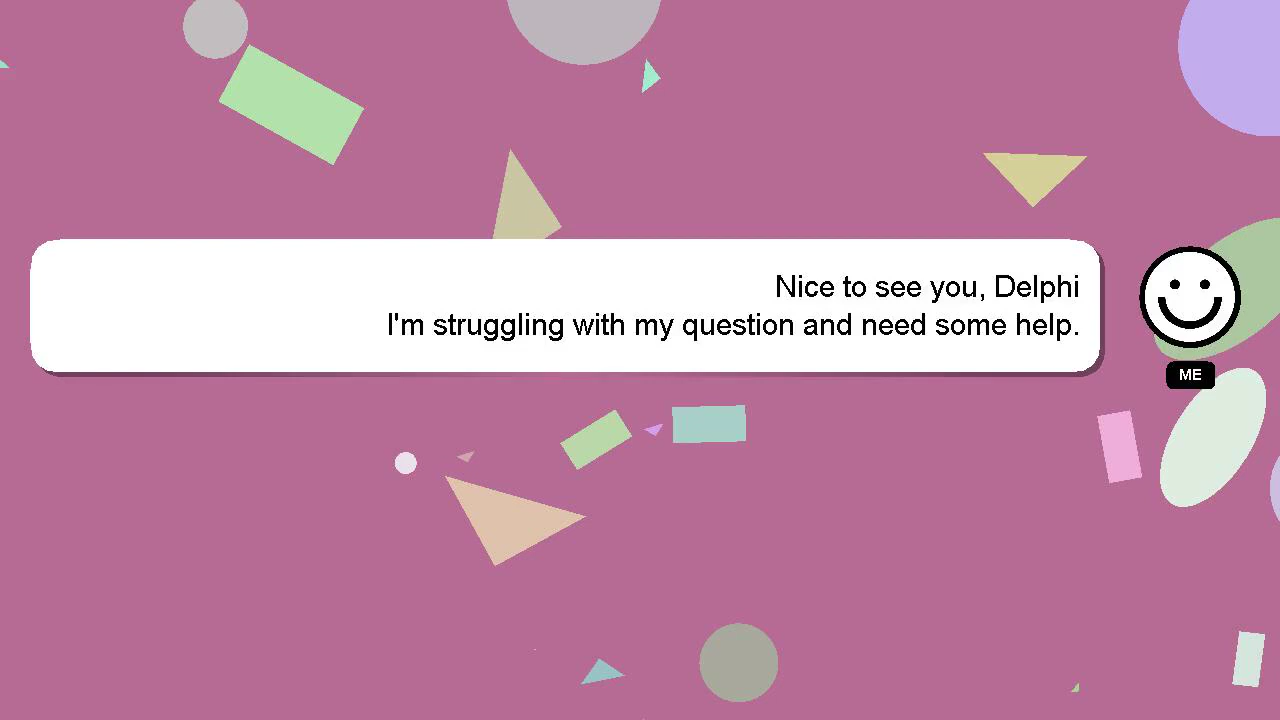 Nice to see you, Delphi
I'm struggling with my question and need some help.
ME